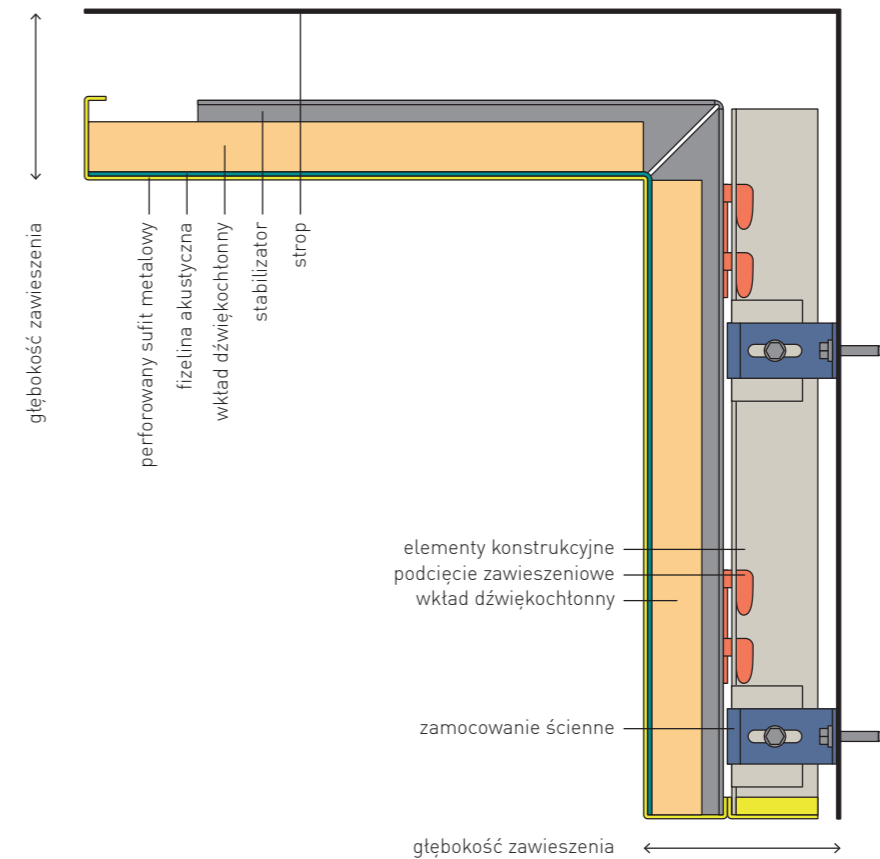 głębokość zawieszenia
perforowany sufit metalowy
fizelina akustyczna
wkład dźwiękochłonny
stabilizator
strop
elementy konstrukcyjne
podcięcie zawieszeniowe
wkład dźwiękochłonny
zamocowanie ścienne
głębokość zawieszenia